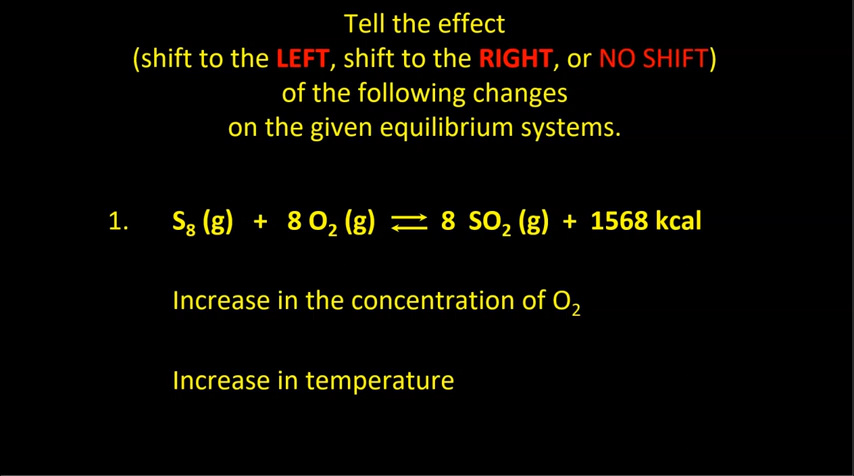 Tell the effect
(shift to the LEFT, shift to the RIGHT, or NO SHIFT)
of the following changes
on the given equilibrium systems.
1. S₈ (g) + 8 O₂ (g) ⇌ 8 SO₂ (g) + 1568 kcal
Increase in the concentration of O₂
Increase in temperature